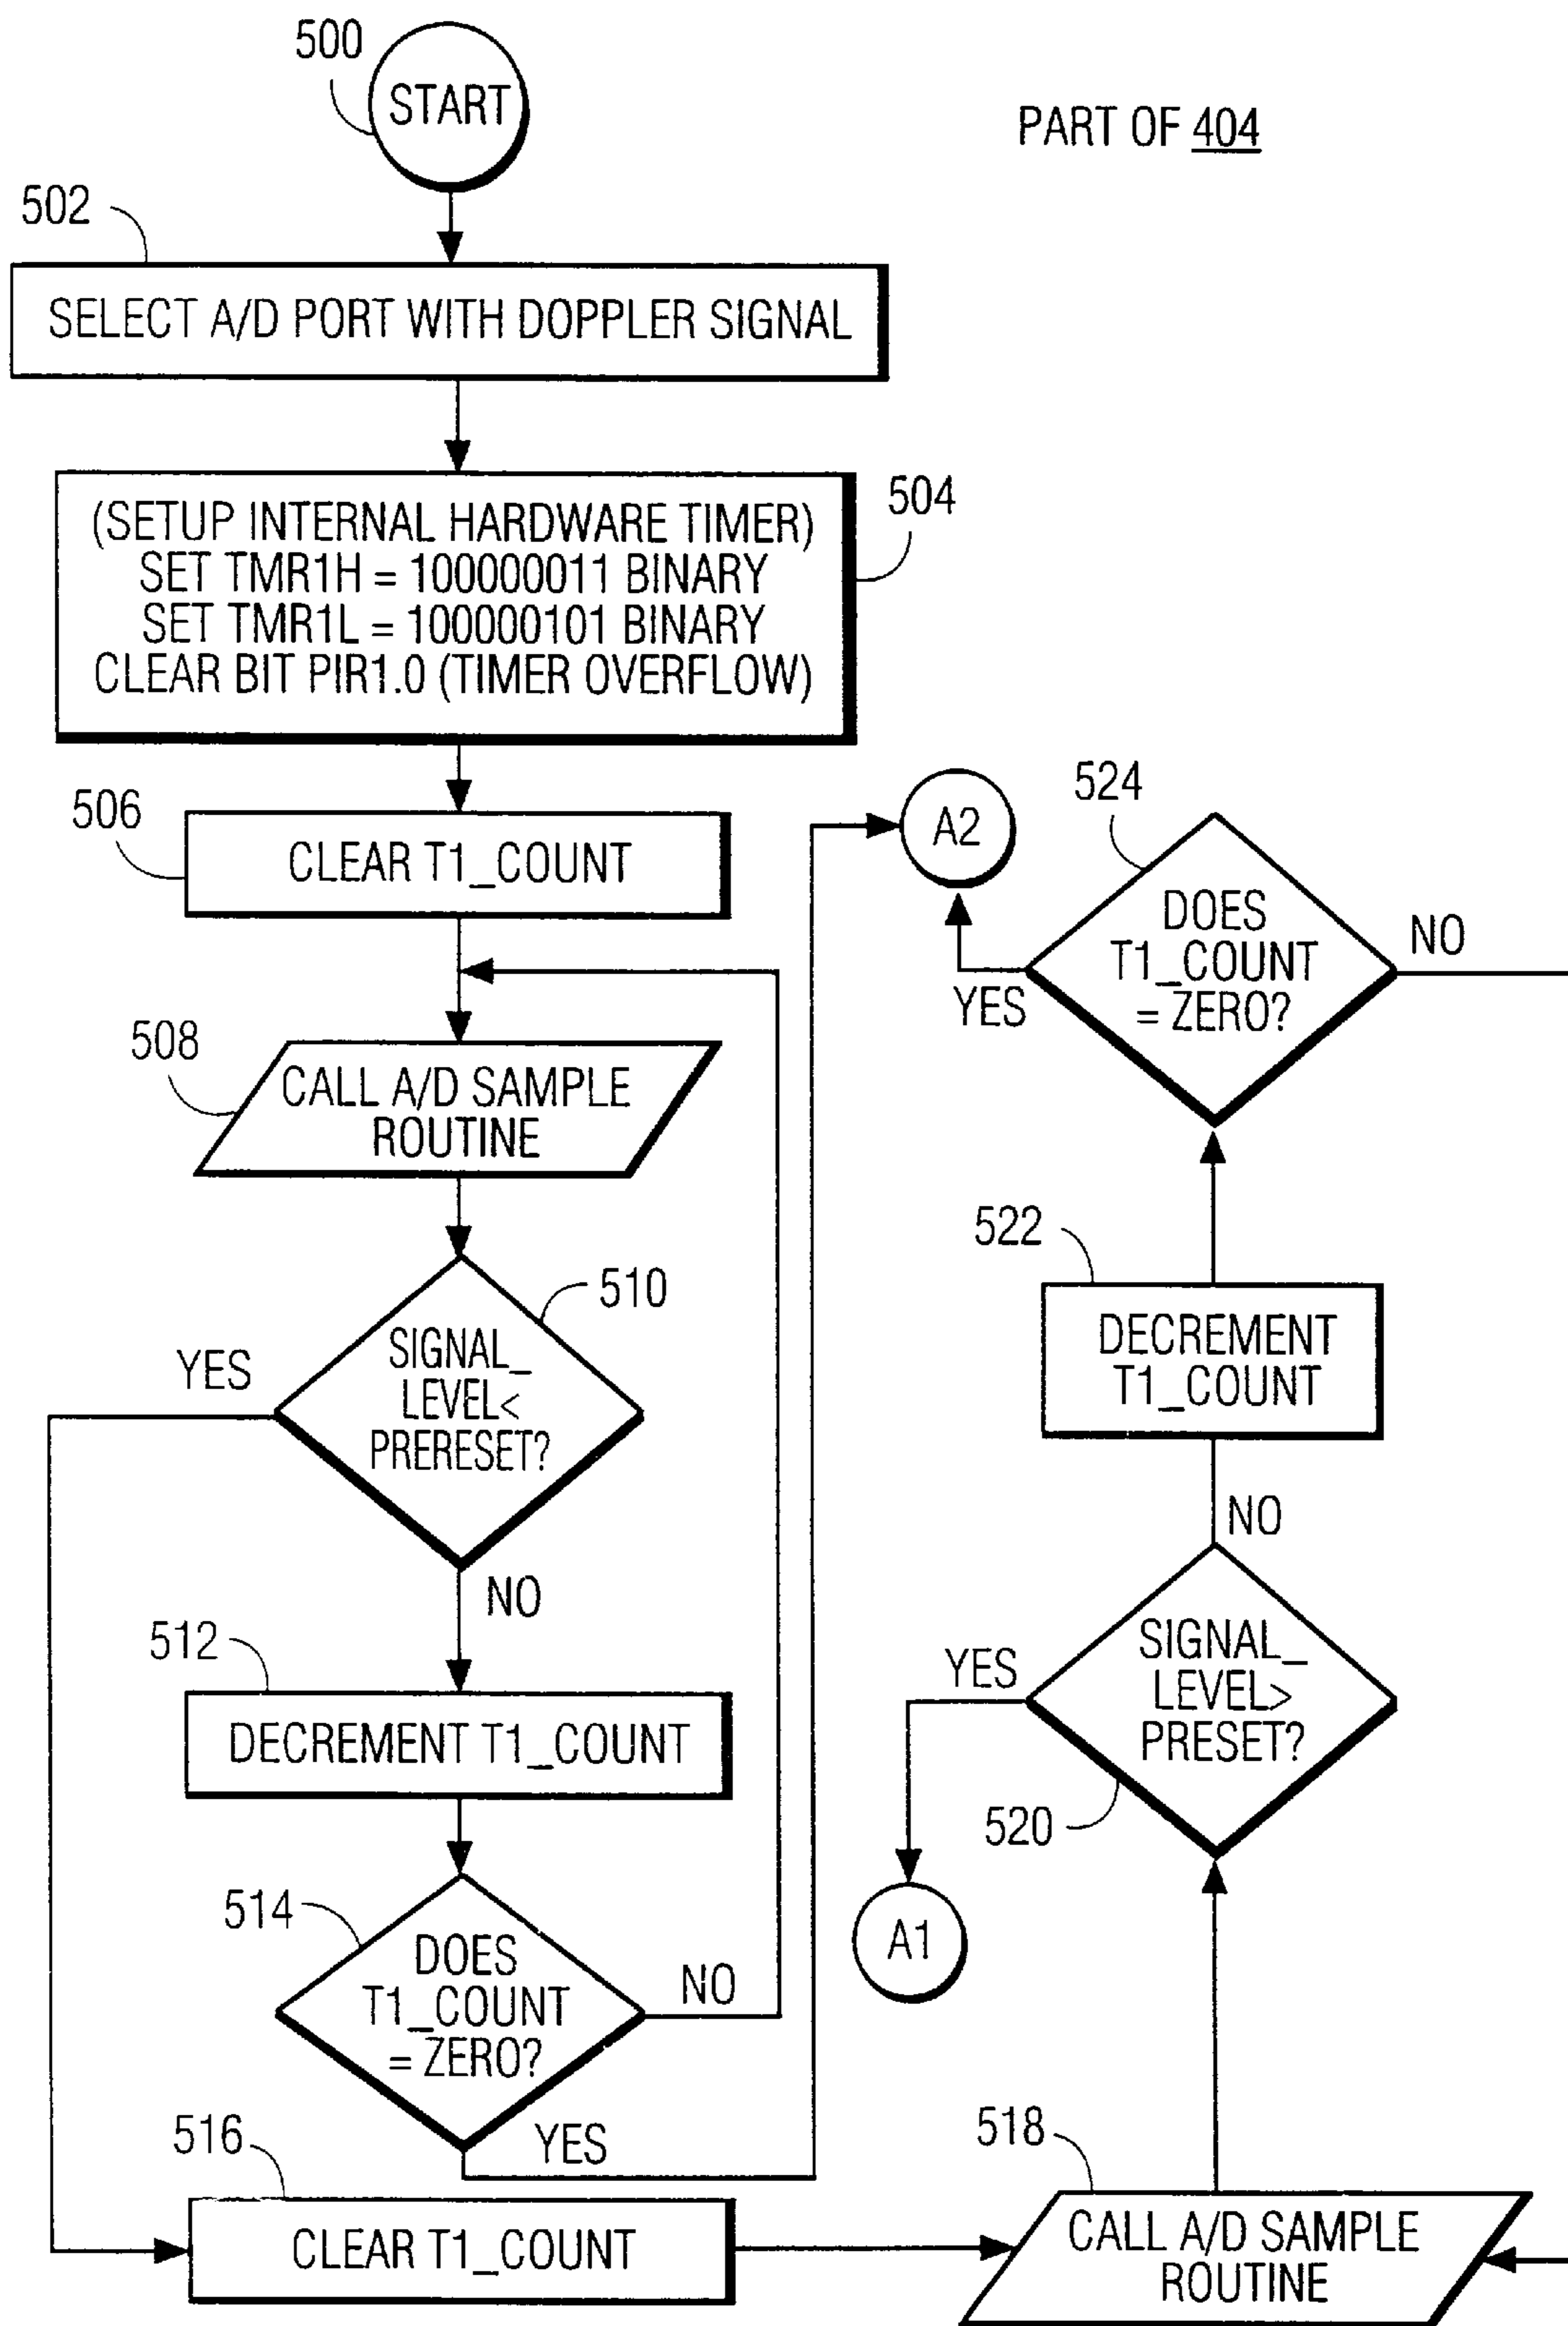 500
START
PART OF 404
502
SELECT A/D PORT WITH DOPPLER SIGNAL
504
(SETUP INTERNAL HARDWARE TIMER)
SET TMR1H = 100000011 BINARY
SET TMR1L = 100000101 BINARY
CLEAR BIT PIR1.0 (TIMER OVERFLOW)
506
CLEAR T1_COUNT
508
CALL A/D SAMPLE
ROUTINE
510
SIGNAL_
LEVEL<
PRERESET?
YES
NO
512
DECREMENT T1_COUNT
514
DOES
T1_COUNT
= ZERO?
NO
YES
516
CLEAR T1_COUNT
A2
524
DOES
T1_COUNT
= ZERO?
NO
YES
522
DECREMENT
T1_COUNT
NO
SIGNAL_
LEVEL>
PRESET?
YES
520
A1
518
CALL A/D SAMPLE
ROUTINE